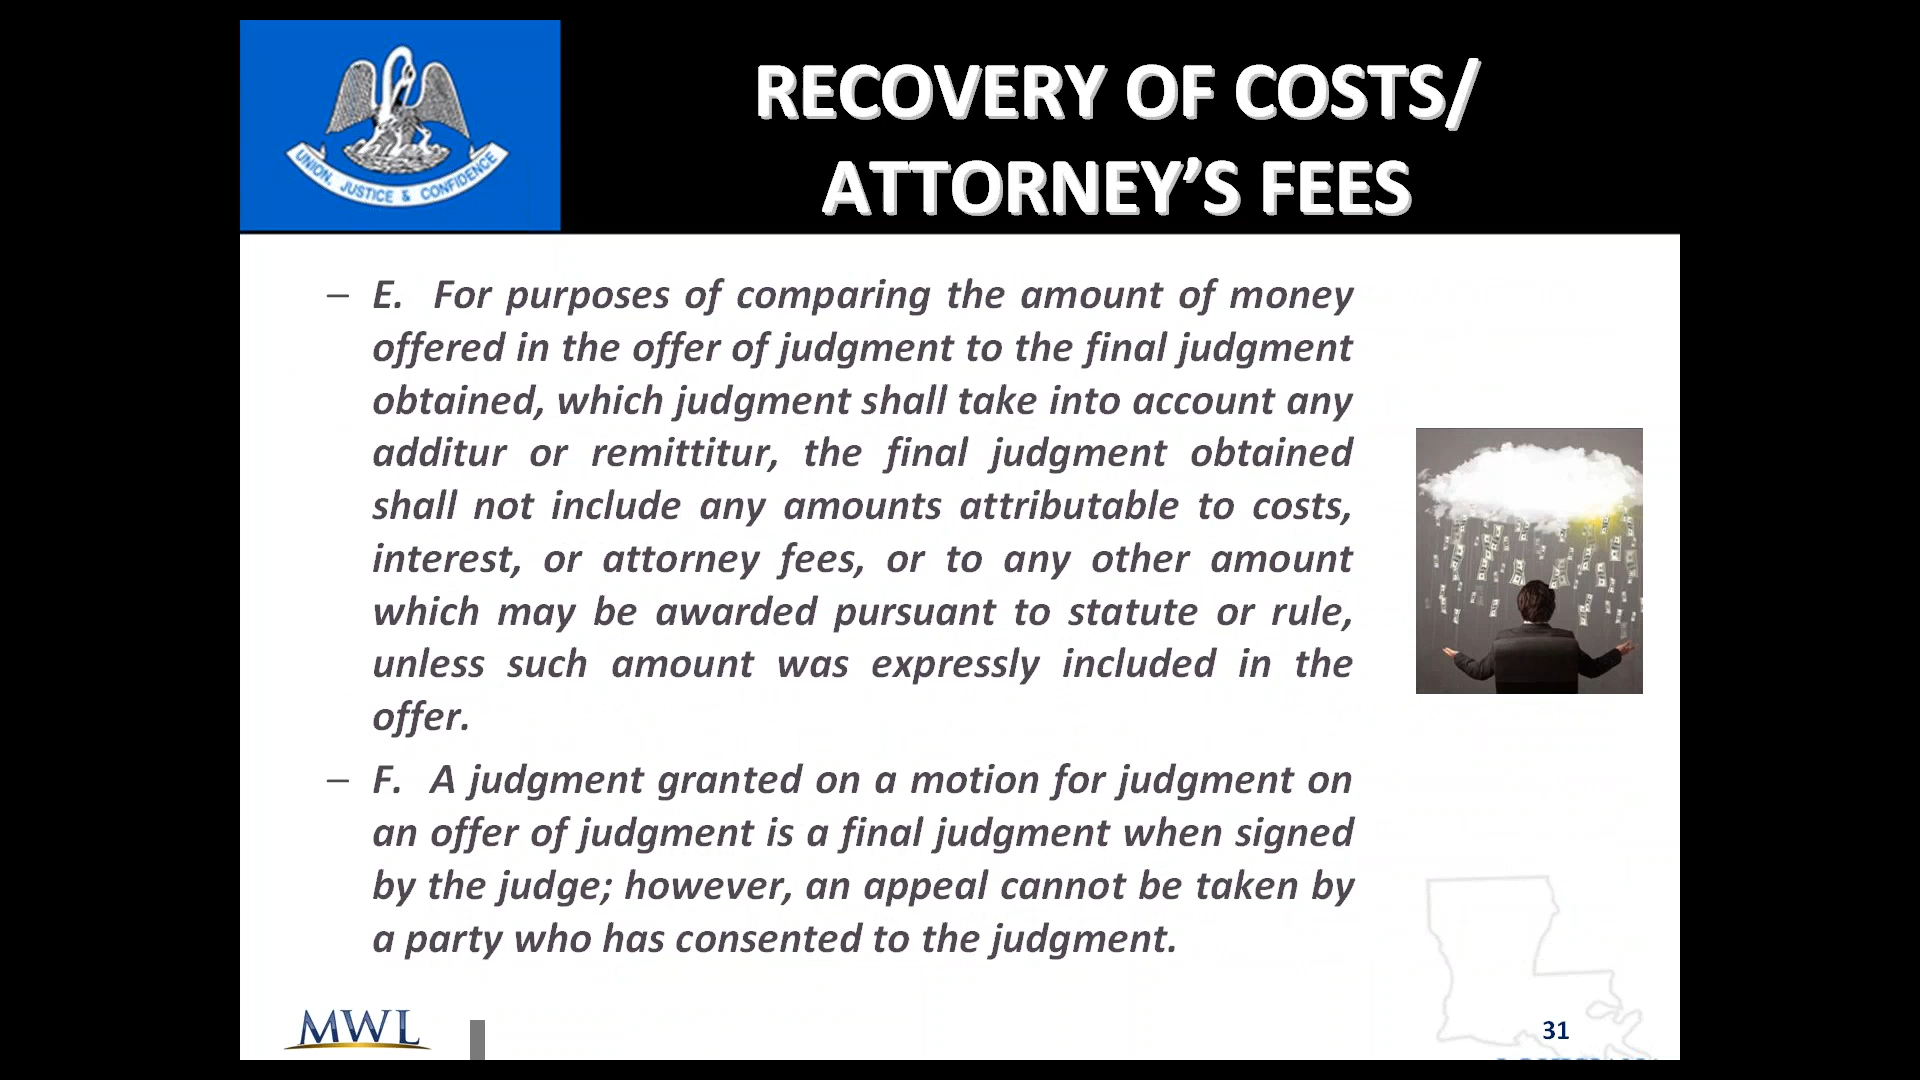 UNION, JUSTICE & CONFIDENCE
RECOVERY OF COSTS/
ATTORNEY’S FEES
– E. For purposes of comparing the amount of money
offered in the offer of judgment to the final judgment
obtained, which judgment shall take into account any
additur or remittitur, the final judgment obtained
shall not include any amounts attributable to costs,
interest, or attorney fees, or to any other amount
which may be awarded pursuant to statute or rule,
unless such amount was expressly included in the
offer.
– F. A judgment granted on a motion for judgment on
an offer of judgment is a final judgment when signed
by the judge; however, an appeal cannot be taken by
a party who has consented to the judgment.
MWL
31